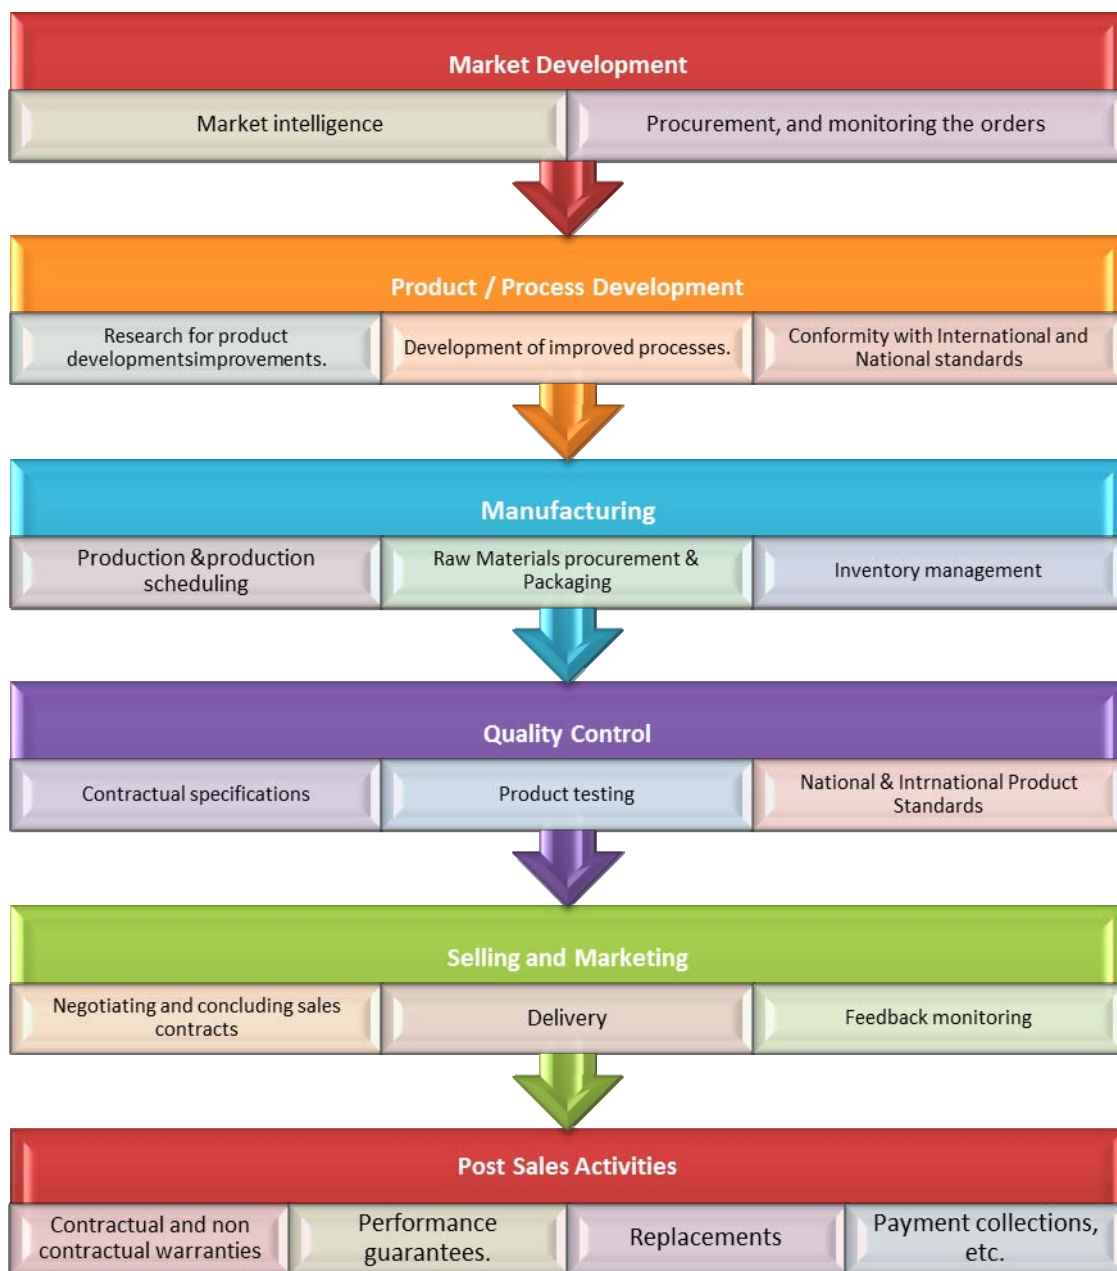 Market Development
Market intelligence
Procurement, and monitoring the orders
Product / Process Development
Research for product
developmentsimprovements.
Development of improved processes.
Conformity with International and
National standards
Manufacturing
Production &production
scheduling
Raw Materials procurement &
Packaging
Inventory management
Quality Control
Contractual specifications
Product testing
National & Intrnational Product
Standards
Selling and Marketing
Negotiating and concluding sales
contracts
Delivery
Feedback monitoring
Post Sales Activities
Contractual and non
contractual warranties
Performance
guarantees.
Replacements
Payment collections,
etc.